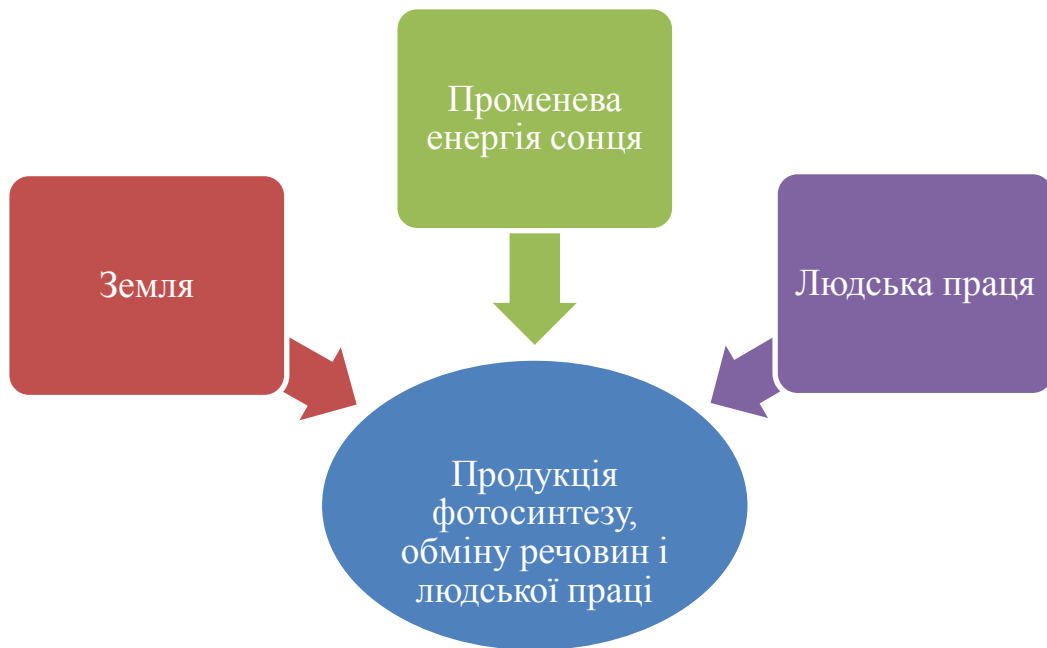 Променева
енергія сонця
Земля
Людська праця
Продукція
фотосинтезу,
обміну речовин і
людської праці